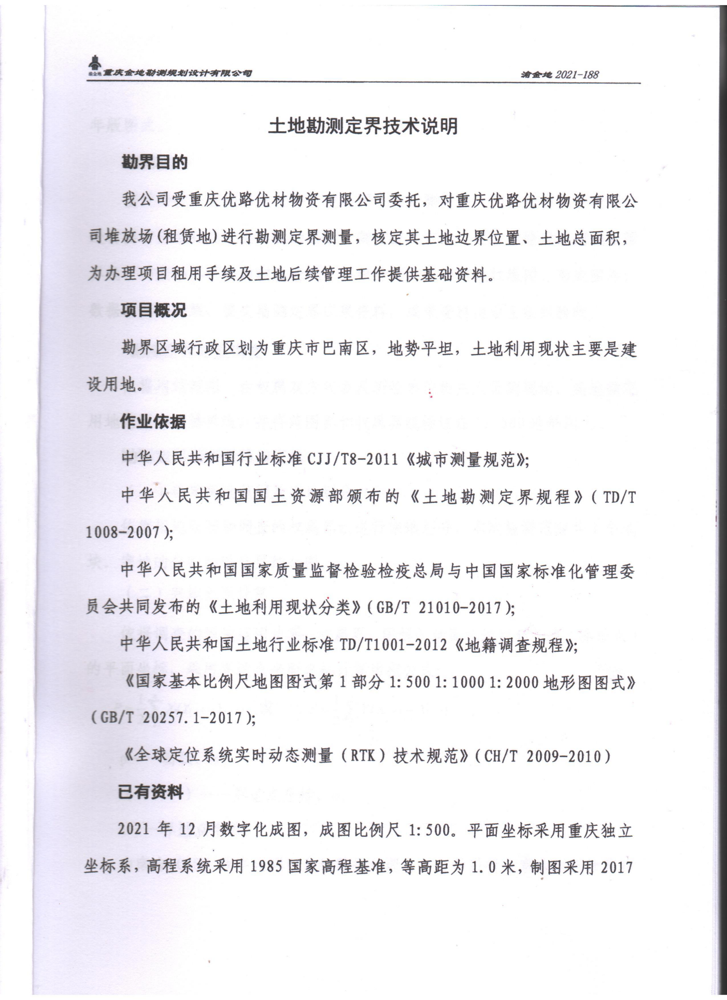 渝金地 重庆金地勘测规划设计有限公司 渝金地 2021-188
土地勘测定界技术说明
勘界目的
我公司受重庆优路优材物资有限公司委托，对重庆优路优材物资有限公
司堆放场(租赁地)进行勘测定界测量，核定其土地边界位置、土地总面积，
为办理项目租用手续及土地后续管理工作提供基础资料。
项目概况
勘界区域行政区划为重庆市巴南区，地势平坦，土地利用现状主要是建
设用地。
作业依据
中华人民共和国行业标准 CJJ/T8-2011《城市测量规范》;
中华人民共和国国土资源部颁布的《土地勘测定界规程》( TD/T
1008-2007);
中华人民共和国国家质量监督检验检疫总局与中国国家标准化管理委
员会共同发布的《土地利用现状分类》(GB/T 21010-2017);
中华人民共和国土地行业标准 TD/T1001-2012《地籍调查规程》;
《国家基本比例尺地图图式第 1 部分 1: 500 1: 1000 1: 2000 地形图图式》
(GB/T 20257.1-2017);
《全球定位系统实时动态测量（RTK）技术规范》(CH/T 2009-2010)
已有资料
2021 年 12 月数字化成图，成图比例尺 1: 500。平面坐标采用重庆独立
坐标系，高程系统采用 1985 国家高程基准，等高距为 1.0 米，制图采用 2017